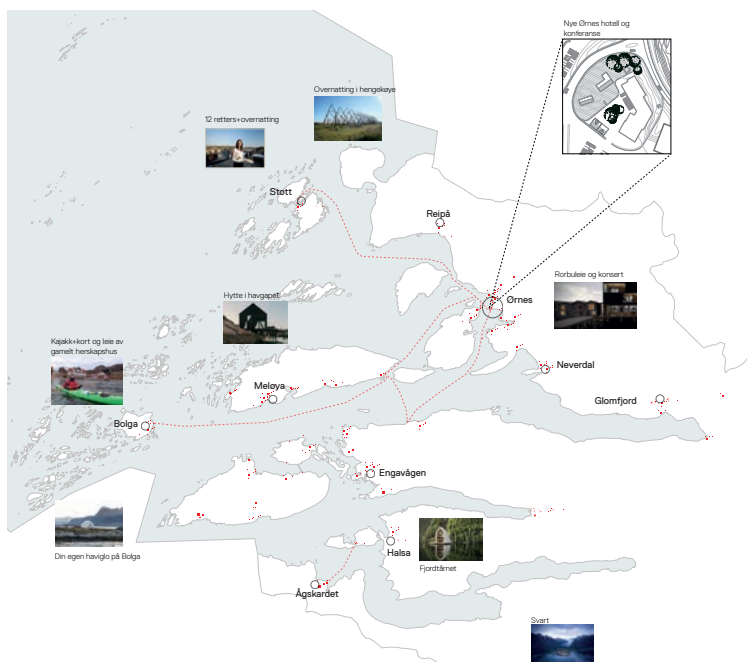 Nye Ørnes hotell og
konferanse
Overnatting i hengekøye
12 retters+overnatting
Støtt
Reipå
Rorbuleie og konsert
Hytte i havgapet
Ørnes
Kajakk+kort og leie av
gamelt herskapshus
Neverdal
Meløya
Glomfjord
Bolga
Engavågen
Din egen haviglo på Bolga
Halsa
Fjordtårnet
Ågskardet
Svart